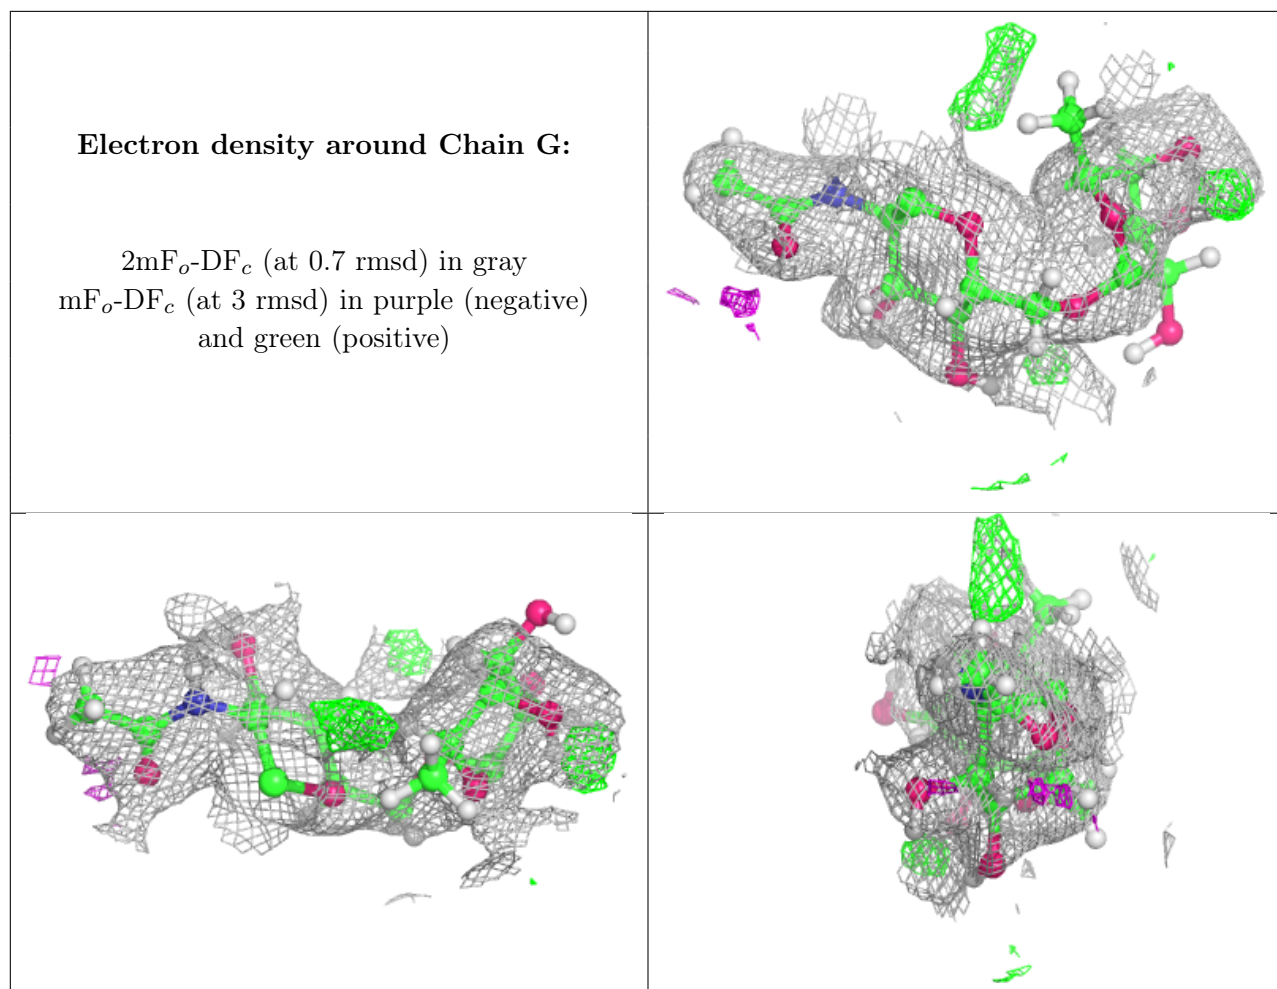 Electron density around Chain G:
2mFo-DFc (at 0.7 rmsd) in gray
mFo-DFc (at 3 rmsd) in purple (negative)
and green (positive)